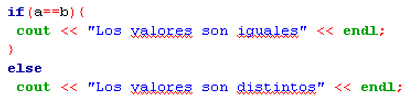 if(a==b){
cout << "Los valores son iguales" << endl;
}
else
cout << "Los valores son distintos" << endl;